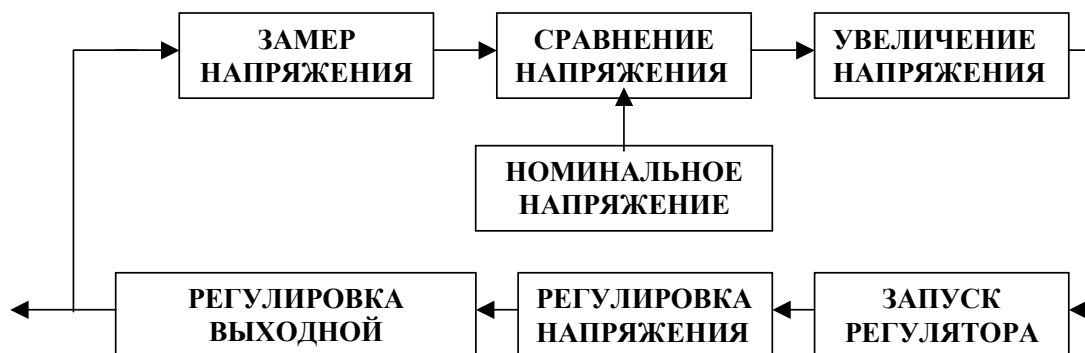 ЗАМЕР
НАПРЯЖЕНИЯ
СРАВНЕНИЕ
НАПРЯЖЕНИЯ
УВЕЛИЧЕНИЕ
НАПРЯЖЕНИЯ
НОМИНАЛЬНОЕ
НАПРЯЖЕНИЕ
РЕГУЛИРОВКА
ВЫХОДНОЙ
РЕГУЛИРОВКА
НАПРЯЖЕНИЯ
ЗАПУСК
РЕГУЛЯТОРА